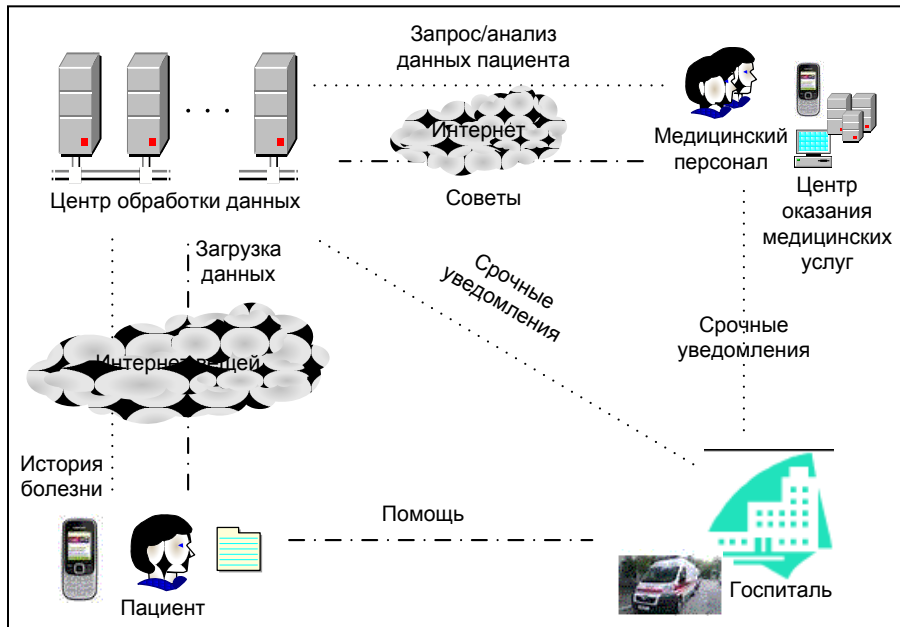 Запрос/анализ
данных пациента
Интернет
Медицинский
персонал
Центр обработки данных
Советы
Центр
оказания
медицинских
услуг
Загрузка
данных
Срочные
уведомления
Срочные
уведомления
Интернет вещей
История
болезни
Помощь
Пациент
Госпиталь